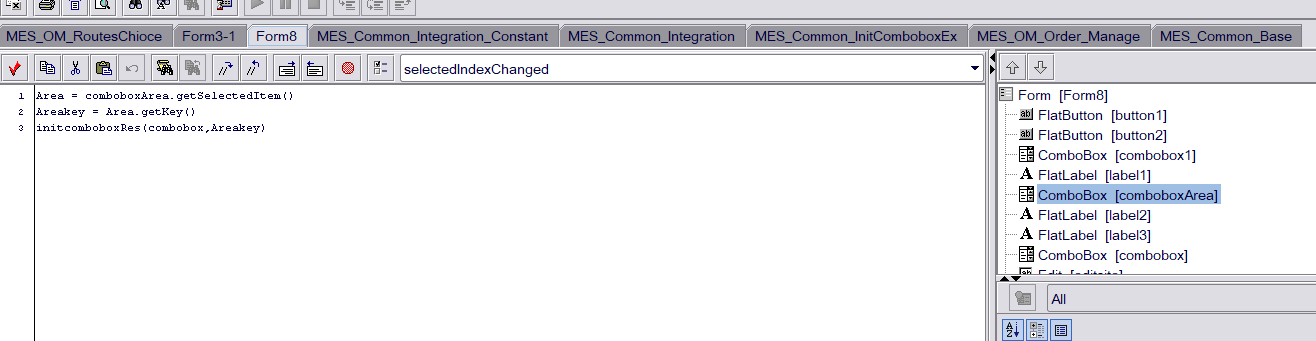 MES_OM_RoutesChioce Form3-1 Form8 MES_Common_Integration_Constant MES_Common_Integration MES_Common_InitComboboxEx MES_OM_Order_Manage MES_Common_Base
selectedIndexChanged
1 Area = comboboxArea.getSelectedItem()
2 Areakey = Area.getKey()
3 initcomboboxRes(combobox,Areakey)
Form [Form8]
FlatButton [button1]
FlatButton [button2]
ComboBox [combobox1]
FlatLabel [label1]
ComboBox [comboboxArea]
FlatLabel [label2]
FlatLabel [label3]
ComboBox [combobox]
All